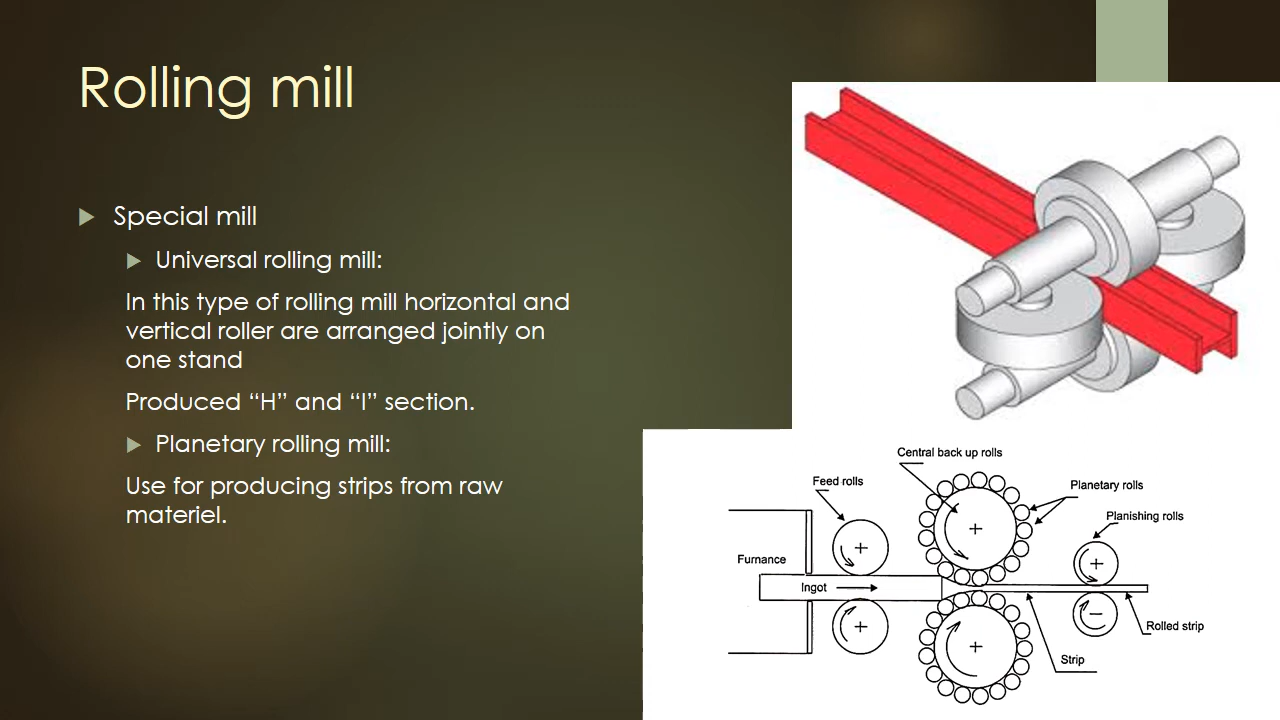 Rolling mill
Special mill
Universal rolling mill:
In this type of rolling mill horizontal and
vertical roller are arranged jointly on
one stand
Produced “H” and “I” section.
Planetary rolling mill:
Use for producing strips from raw
materiel.
Central back up rolls
Feed rolls
Planetary rolls
Planishing rolls
Furnance
Ingot
Rolled strip
Strip